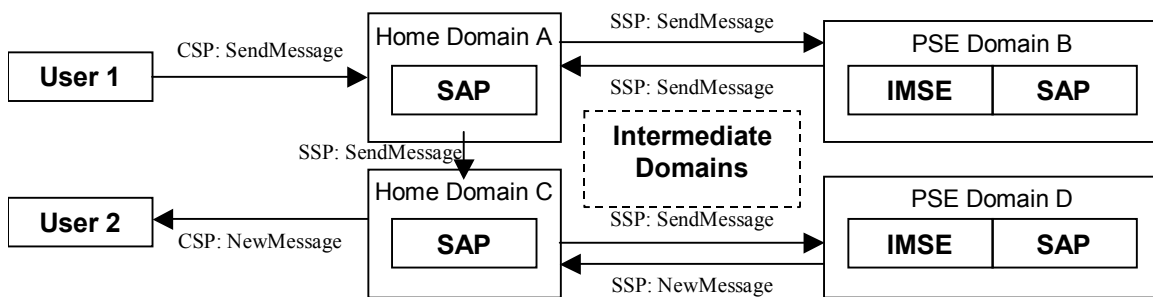 SSP: SendMessage
Home Domain A
PSE Domain B
CSP: SendMessage
User 1
SAP
SSP: SendMessage
IMSE
SAP
Intermediate
Domains
SSP: SendMessage
Home Domain C
PSE Domain D
User 2
SSP: SendMessage
CSP: NewMessage
SAP
IMSE
SAP
SSP: NewMessage